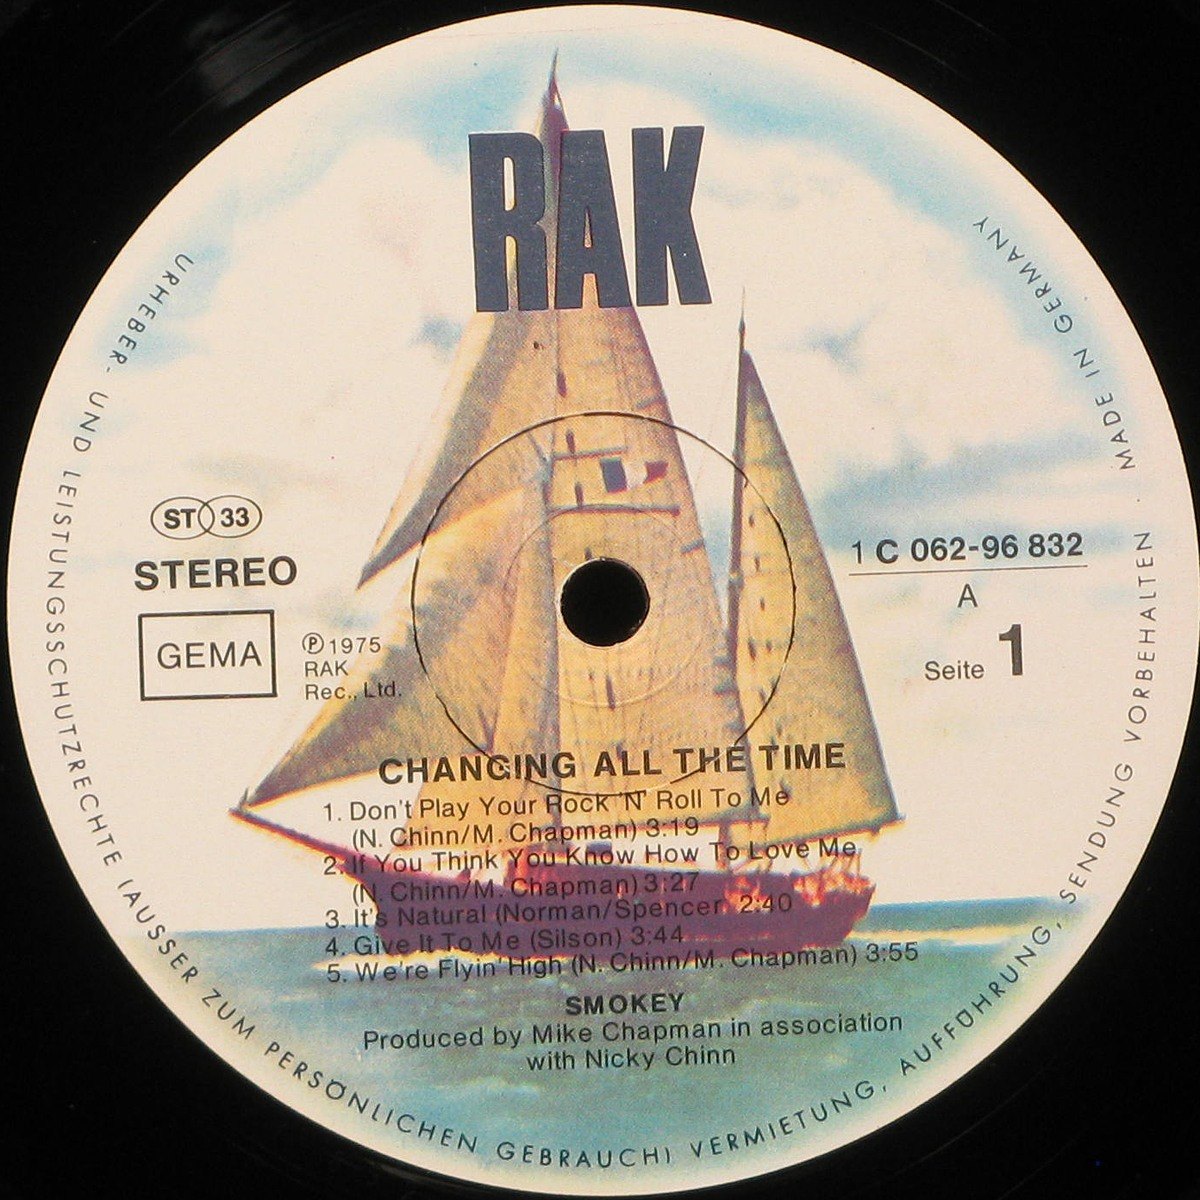 RAK
URHEBER- UND LEISTUNGSSCHUTZRECHTE (AUSSER ZUM PERSÖNLICHEN GEBRAUCH) VERMIETUNG, AUFFÜHRUNG, SENDUNG VORBEHALTEN · MADE IN GERMANY
ST 33
STEREO
GEMA
℗ 1975
RAK
Rec., Ltd.
1 C 062-96 832
A
Seite 1
CHANGING ALL THE TIME
1. Don't Play Your Rock 'N' Roll To Me
(N. Chinn/M. Chapman) 3:19
2. If You Think You Know How To Love Me
(N. Chinn/M. Chapman) 3:27
3. It's Natural (Norman/Spencer) 2:40
4. Give It To Me (Silson) 3:44
5. We're Flyin' High (N. Chinn/M. Chapman) 3:55
SMOKEY
Produced by Mike Chapman in association
with Nicky Chinn